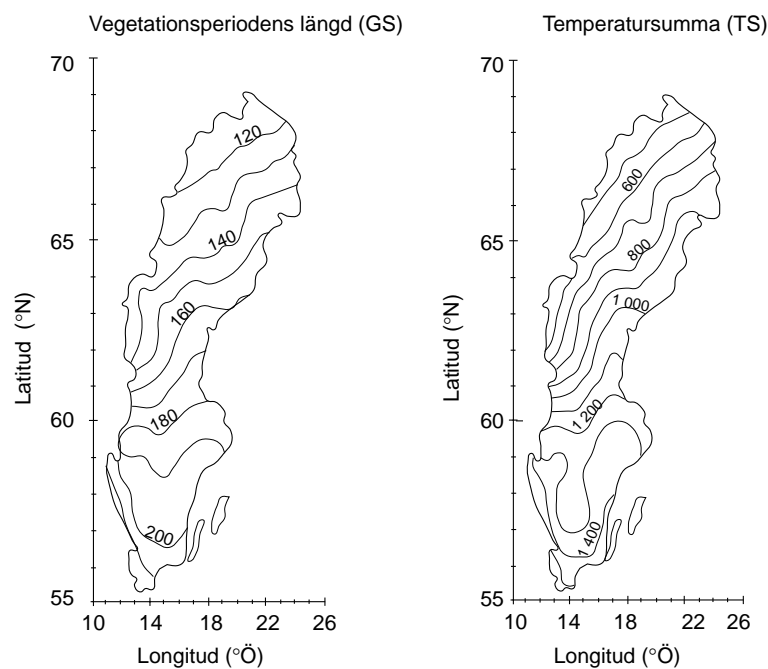 Vegetationsperiodens längd (GS)
70
65
60
55
Latitud (°N)
120
140
160
180
200
10 14 18 22 26
Longitud (°Ö)
Temperatursumma (TS)
70
65
60
55
Latitud (°N)
600
800
1 000
1 200
1 400
10 14 18 22 26
Longitud (°Ö)